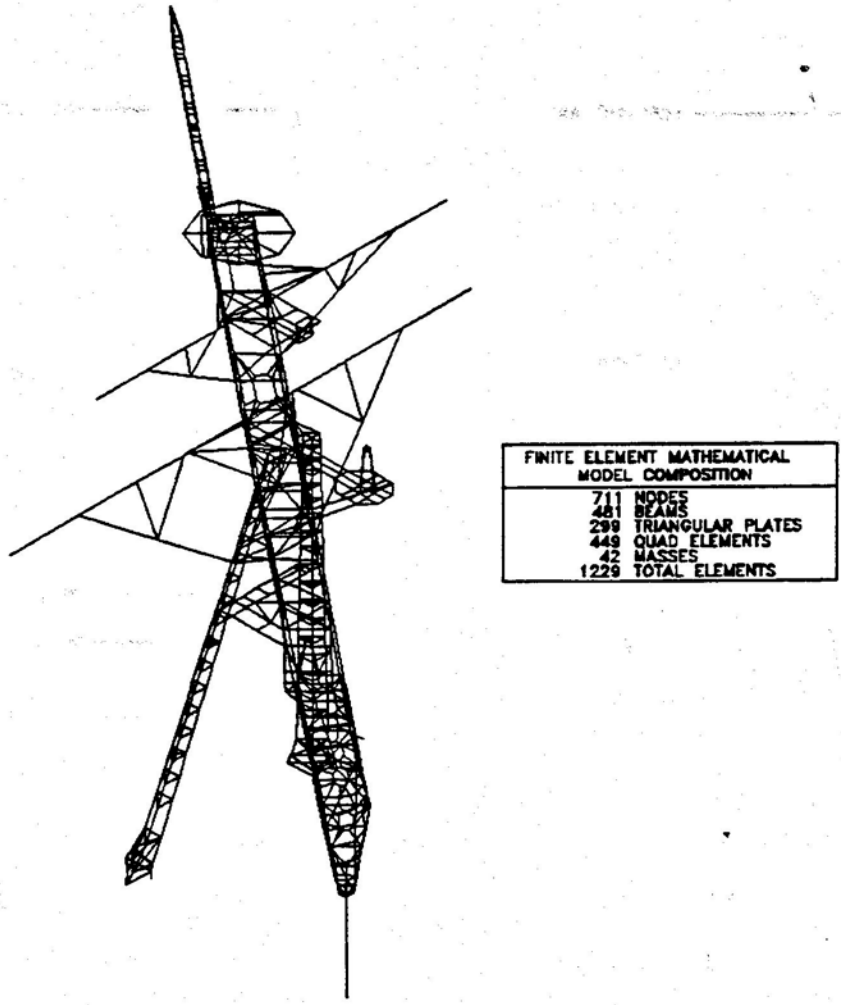 FINITE ELEMENT MATHEMATICAL
MODEL COMPOSITION
711 NODES
481 BEAMS
299 TRIANGULAR PLATES
449 QUAD ELEMENTS
42 MASSES
1229 TOTAL ELEMENTS